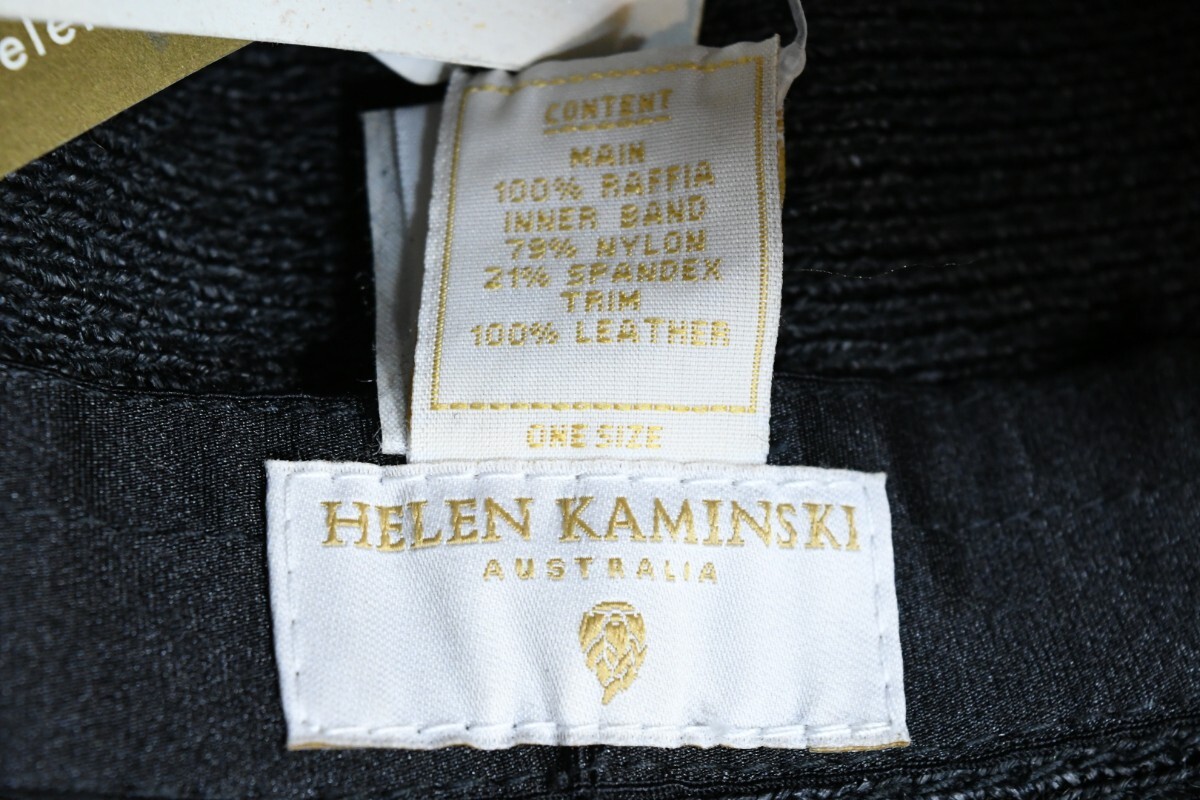 CONTENT
MAIN
100% RAFFIA
INNER BAND
79% NYLON
21% SPANDEX
TRIM
100% LEATHER
ONE SIZE
HELEN KAMINSKI
AUSTRALIA